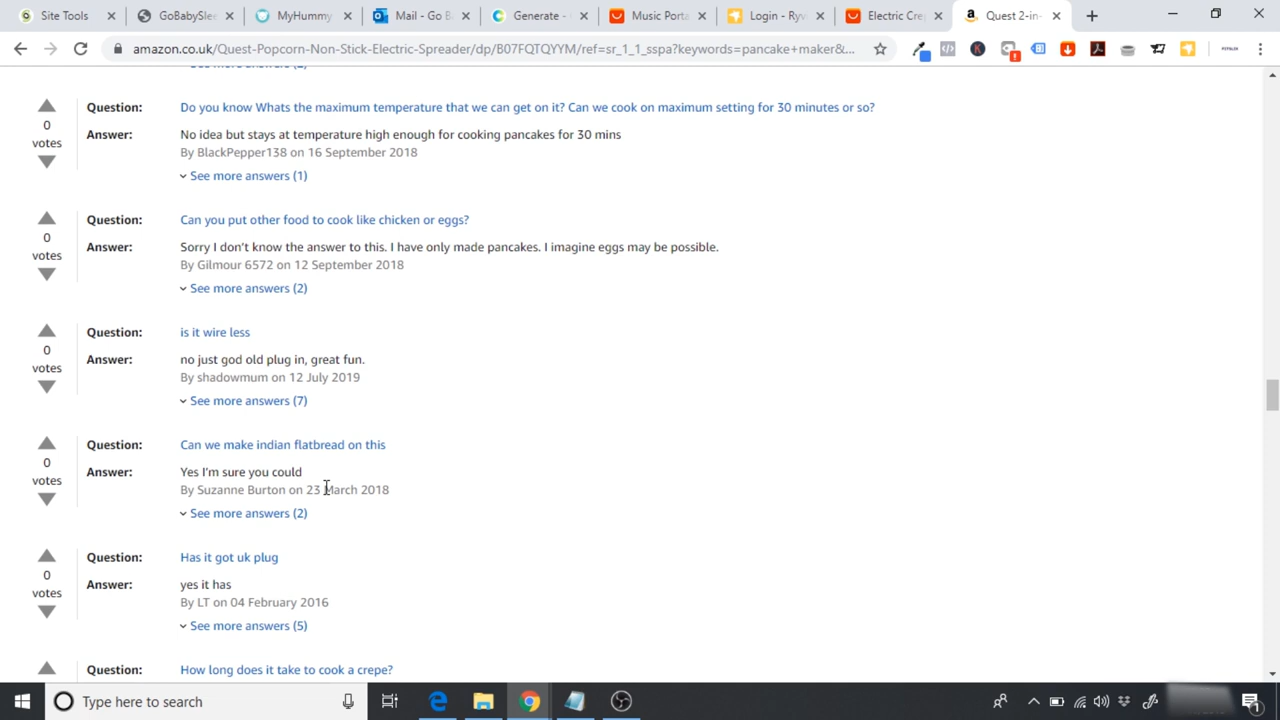 Site Tools
GoBabySle
MyHummy
Mail - Go B
Generate -
Music Porta
Login - Ryv
Electric Cre
Quest 2-in-
amazon.co.uk/Quest-Popcorn-Non-Stick-Electric-Spreader/dp/B07FQTQYYM/ref=sr_1_1_sspa?keywords=pancake+maker&...
See more answers (2)
Question: Do you know Whats the maximum temperature that we can get on it? Can we cook on maximum setting for 30 minutes or so?
0
votes
Answer: No idea but stays at temperature high enough for cooking pancakes for 30 mins
By BlackPepper138 on 16 September 2018
See more answers (1)
Question: Can you put other food to cook like chicken or eggs?
0
votes
Answer: Sorry I don't know the answer to this. I have only made pancakes. I imagine eggs may be possible.
By Gilmour 6572 on 12 September 2018
See more answers (2)
Question: is it wire less
0
votes
Answer: no just god old plug in, great fun.
By shadowmum on 12 July 2019
See more answers (7)
Question: Can we make indian flatbread on this
0
votes
Answer: Yes I'm sure you could
By Suzanne Burton on 23 March 2018
See more answers (2)
Question: Has it got uk plug
0
votes
Answer: yes it has
By LT on 04 February 2016
See more answers (5)
Question: How long does it take to cook a crepe?
Type here to search